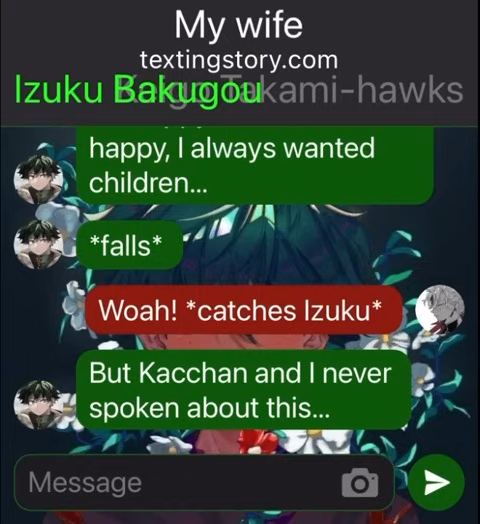 My wife
textingstory.com
Izuku Bakugou
Takami-hawks
happy, I always wanted
children...
*falls*
Woah! *catches Izuku*
But Kacchan and I never
spoken about this...
Message